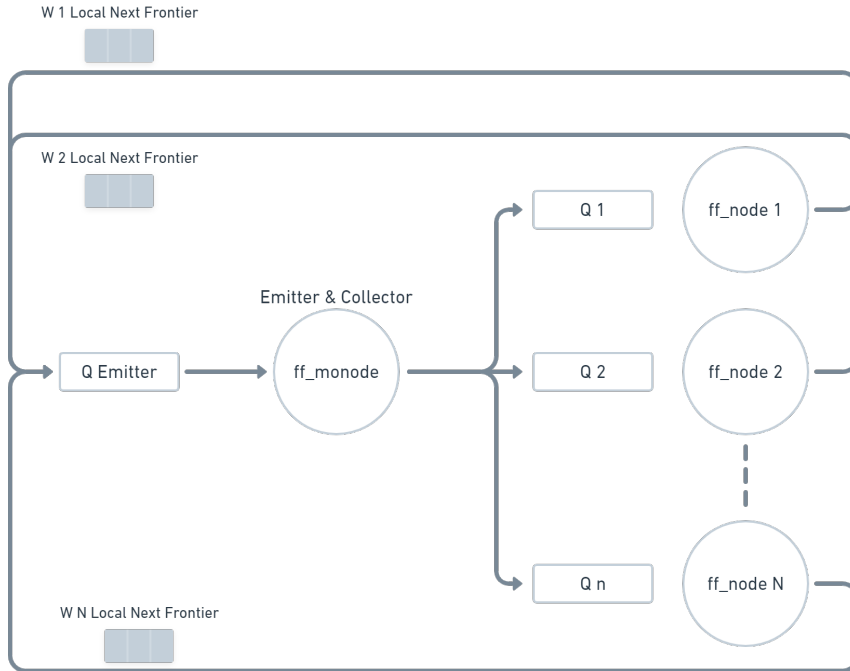 W 1 Local Next Frontier
W 2 Local Next Frontier
Q 1
ff_node 1
Emitter & Collector
Q Emitter
ff_monode
Q 2
ff_node 2
Q n
ff_node N
W N Local Next Frontier